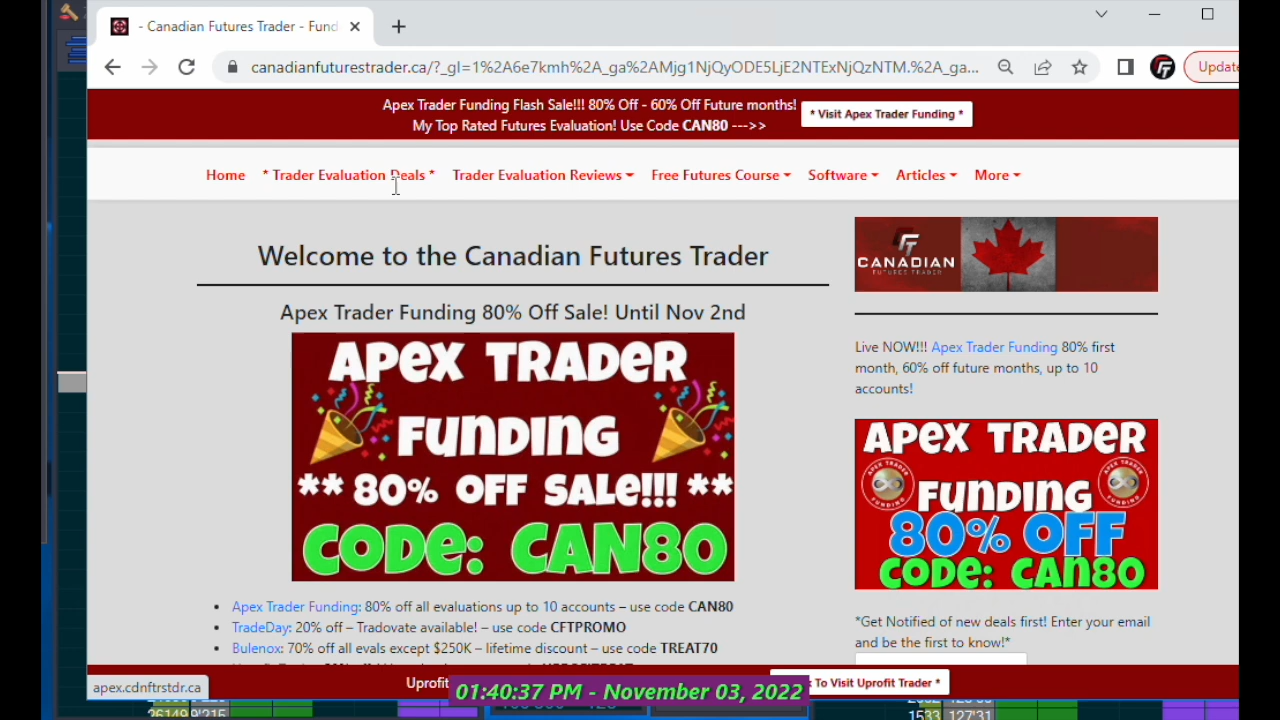 - Canadian Futures Trader - Fund
canadianfuturestrader.ca/?_gl=1%2A6e7kmh%2A_ga%2AMjg1NjQyODE5LjE2NTExNjQzNTM.%2A_ga...
Update
Apex Trader Funding Flash Sale!!! 80% Off - 60% Off Future months!
My Top Rated Futures Evaluation! Use Code CAN80 --->>
* Visit Apex Trader Funding *
Home
* Trader Evaluation Deals *
Trader Evaluation Reviews
Free Futures Course
Software
Articles
More
Welcome to the Canadian Futures Trader
Apex Trader Funding 80% Off Sale! Until Nov 2nd
APEX TRADER
FUNDING
** 80% OFF SALE!!! **
CODE: CAN80
Apex Trader Funding: 80% off all evaluations up to 10 accounts – use code CAN80
TradeDay: 20% off – Tradovate available! – use code CFTPROMO
Bulenox: 70% off all evals except $250K – lifetime discount – use code TREAT70
CANADIAN
FUTURES TRADER
Live NOW!!! Apex Trader Funding 80% first
month, 60% off future months, up to 10
accounts!
APEX TRADER
FUNDING
80% OFF
CODE: CAN80
*Get Notified of new deals first! Enter your email
and be the first to know!*
apex.cdnftrstdr.ca
Uprofit
To Visit Uprofit Trader *
01:40:37 PM - November 03, 2022
26149
9'215
1533
127'31